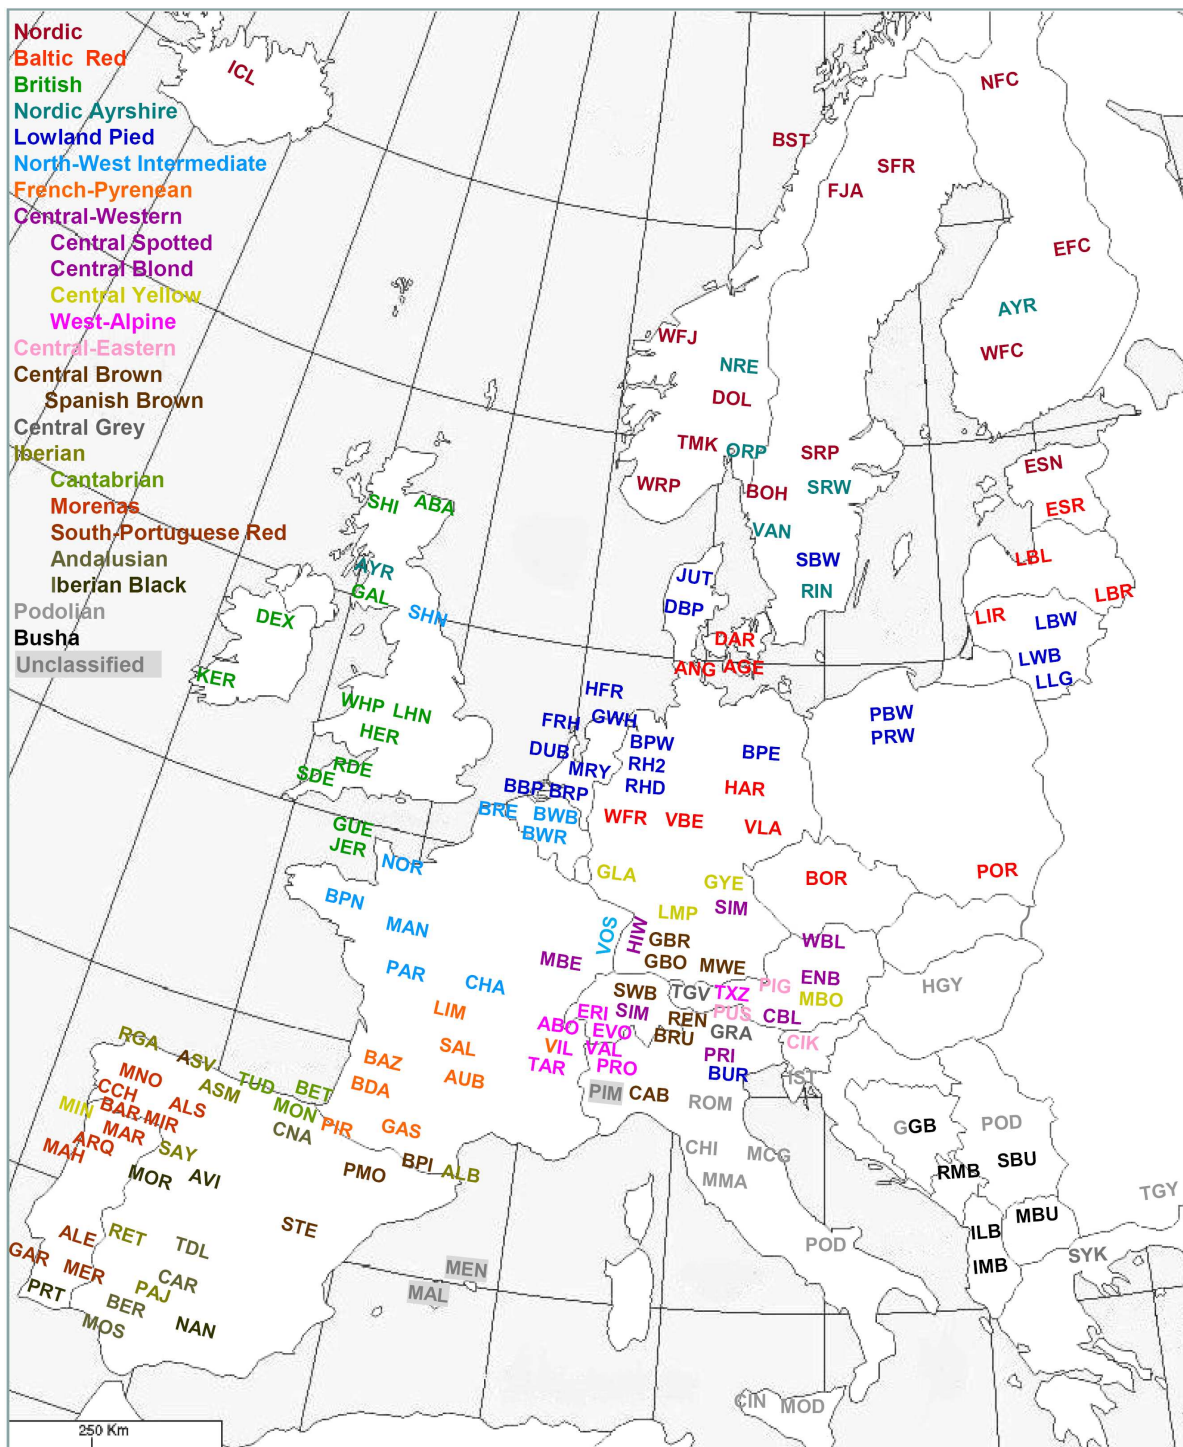 Nordic
Baltic Red
British
Nordic Ayrshire
Lowland Pied
North-West Intermediate
French-Pyrenean
Central-Western
Central Spotted
Central Blond
Central Yellow
West-Alpine
Central-Eastern
Central Brown
Spanish Brown
Central Grey
Iberian
Cantabrian
Morenas
South-Portuguese Red
Andalusian
Iberian Black
Podolian
Busha
Unclassified
ICL
NFC
BST
SFR
FJA
EFC
AYR
WFJ
WFC
NRE
DOL
TMK
ORP
SRP
ESN
WRP
BOH
SRW
SHI
ABA
ESR
VAN
SBW
LBL
AYR
JUT
GAL
RIN
LBR
DEX
SHN
DBP
LIR
LBW
DAR
LWB
KER
ANG
AGE
LLG
HFR
WHP
LHN
FRH
GWH
PBW
HER
BPW
PRW
DUB
BPE
RDE
SDE
MRY
RH2
BBP
BRP
RHD
HAR
BRE
BWB
WFR
VBE
VLA
GUE
BWR
JER
NOR
GLA
GYE
BOR
POR
BPN
LMP
SIM
MAN
VOS
HIW
GBR
WBL
MBE
GBO
MWE
PAR
CHA
ENB
PIG
HGY
SWB
TGV
TXZ
MBO
LIM
ERI
SIM
PUS
CBL
ABO
EVO
REN
BRU
GRA
CIK
RGA
SAL
VIL
VAL
PRI
ASV
BAZ
TAR
PRO
BUR
IST
MNO
AUB
CCH
ASM
TUD
BET
BDA
PIM
CAB
ROM
MIN
BAR
ALS
MIR
MON
PIR
GAS
GGB
POD
MAR
CNA
ARQ
MAH
SAY
CHI
MCG
MOR
AVI
PMO
BPI
ALB
MMA
RMB
SBU
TGY
STE
MBU
ALE
RET
TDL
POD
ILB
GAR
MER
SYK
PRT
PAJ
CAR
MEN
IMB
MAL
BER
MOS
NAN
CIN
MOD
250 Km